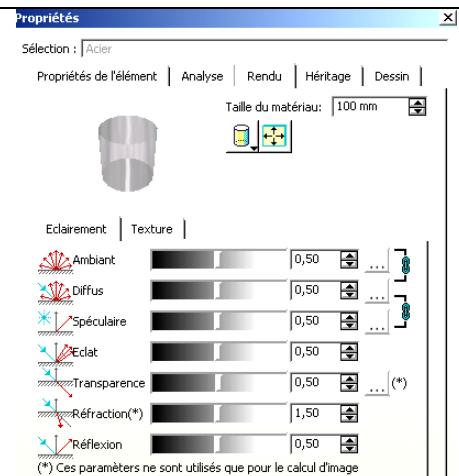 Propriétés
Sélection : Acier
Propriétés de l'élément Analyse Rendu Héritage Dessin
Taille du matériau: 100 mm
Eclairement Texture
Ambiant 0,50 ...
Diffus 0,50 ...
Spéculaire 0,50 ...
Eclat 0,50
Transparence 0,50 ... (*)
Réfraction(*) 1,50
Réflexion 0,50
(*) Ces paramèters ne sont utilisés que pour le calcul d'image